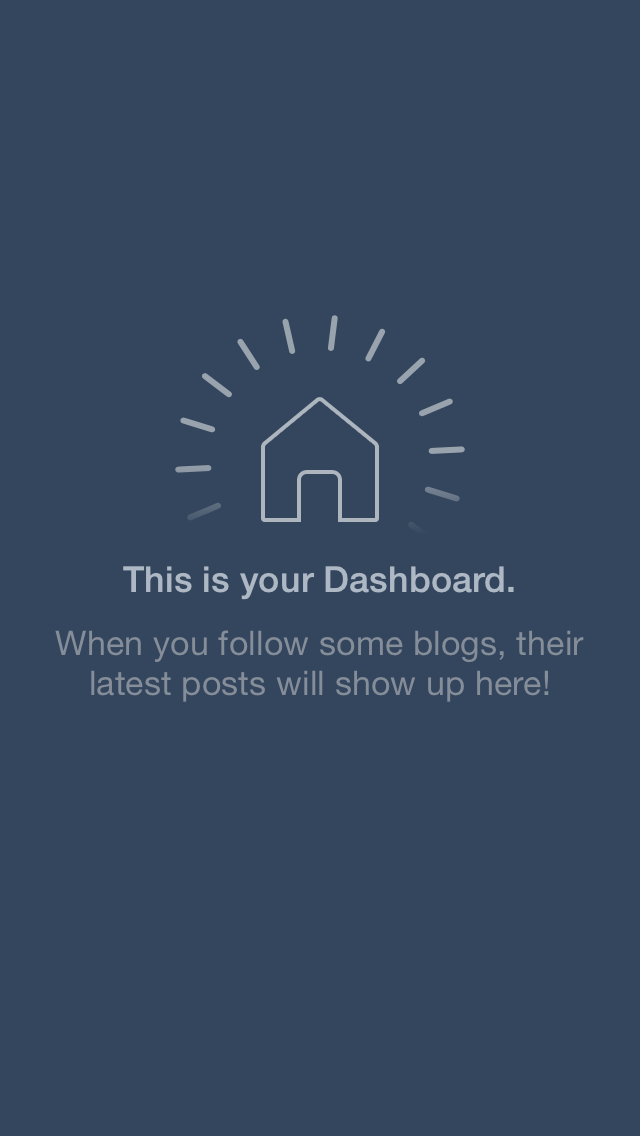 This is your Dashboard.
When you follow some blogs, their
latest posts will show up here!